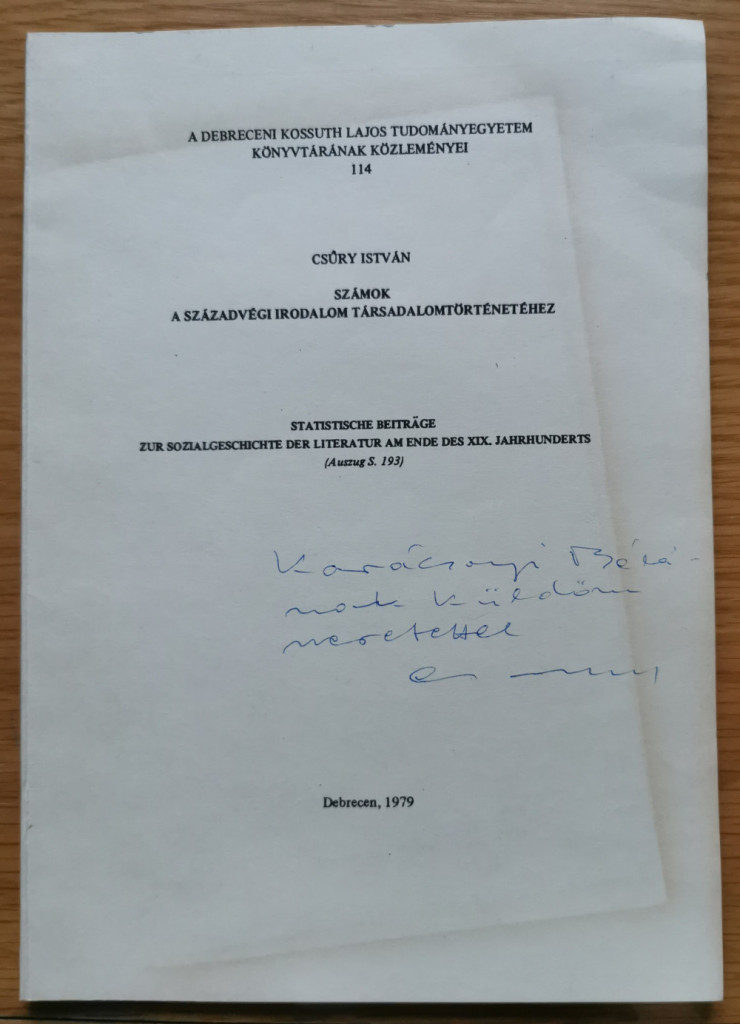 A DEBRECENI KOSSUTH LAJOS TUDOMÁNYEGYETEM
KÖNYVTÁRÁNAK KÖZLEMÉNYEI
114
CSŰRY ISTVÁN
SZÁMOK
A SZÁZADVÉGI IRODALOM TÁRSADALOMTÖRTÉNETÉHEZ
STATISTISCHE BEITRÄGE
ZUR SOZIALGESCHICHTE DER LITERATUR AM ENDE DES XIX. JAHRHUNDERTS
(Auszug S. 193)
Karácsonyi Bélá-
nak küldöm
szeretettel
Debrecen, 1979